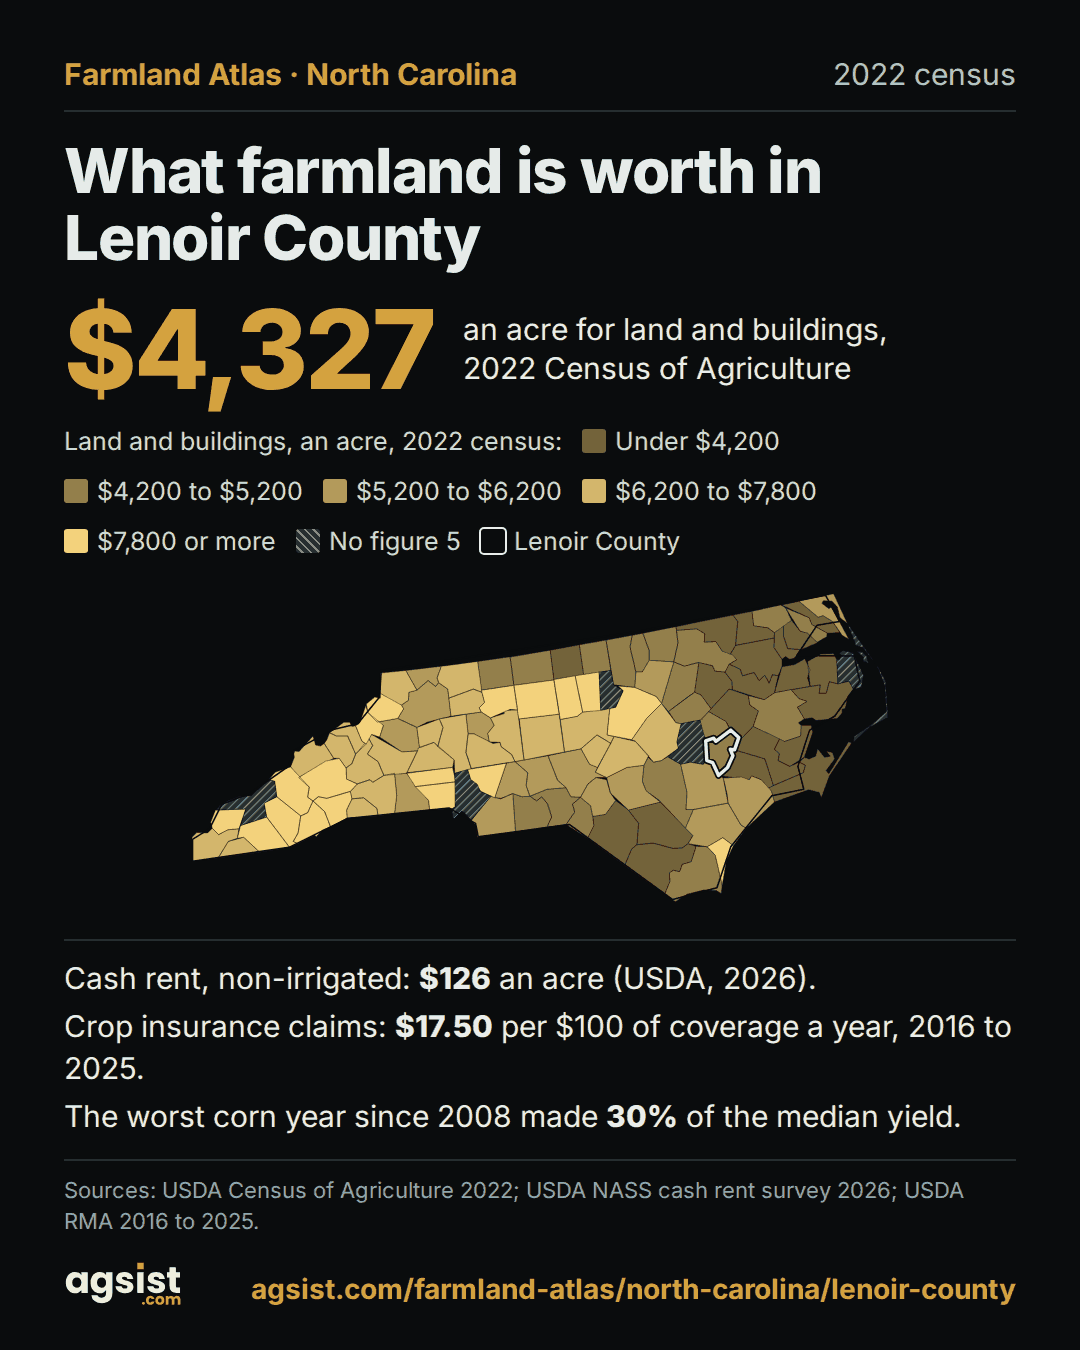 Farmland Atlas · North Carolina
2022 census
What farmland is worth in
Lenoir County
$4,327
an acre for land and buildings,
2022 Census of Agriculture
Land and buildings, an acre, 2022 census: Under $4,200
$4,200 to $5,200 $5,200 to $6,200 $6,200 to $7,800
$7,800 or more No figure 5 Lenoir County
Cash rent, non-irrigated: $126 an acre (USDA, 2026).
Crop insurance claims: $17.50 per $100 of coverage a year, 2016 to
2025.
The worst corn year since 2008 made 30% of the median yield.
Sources: USDA Census of Agriculture 2022; USDA NASS cash rent survey 2026; USDA
RMA 2016 to 2025.
agsist
.com
agsist.com/farmland-atlas/north-carolina/lenoir-county